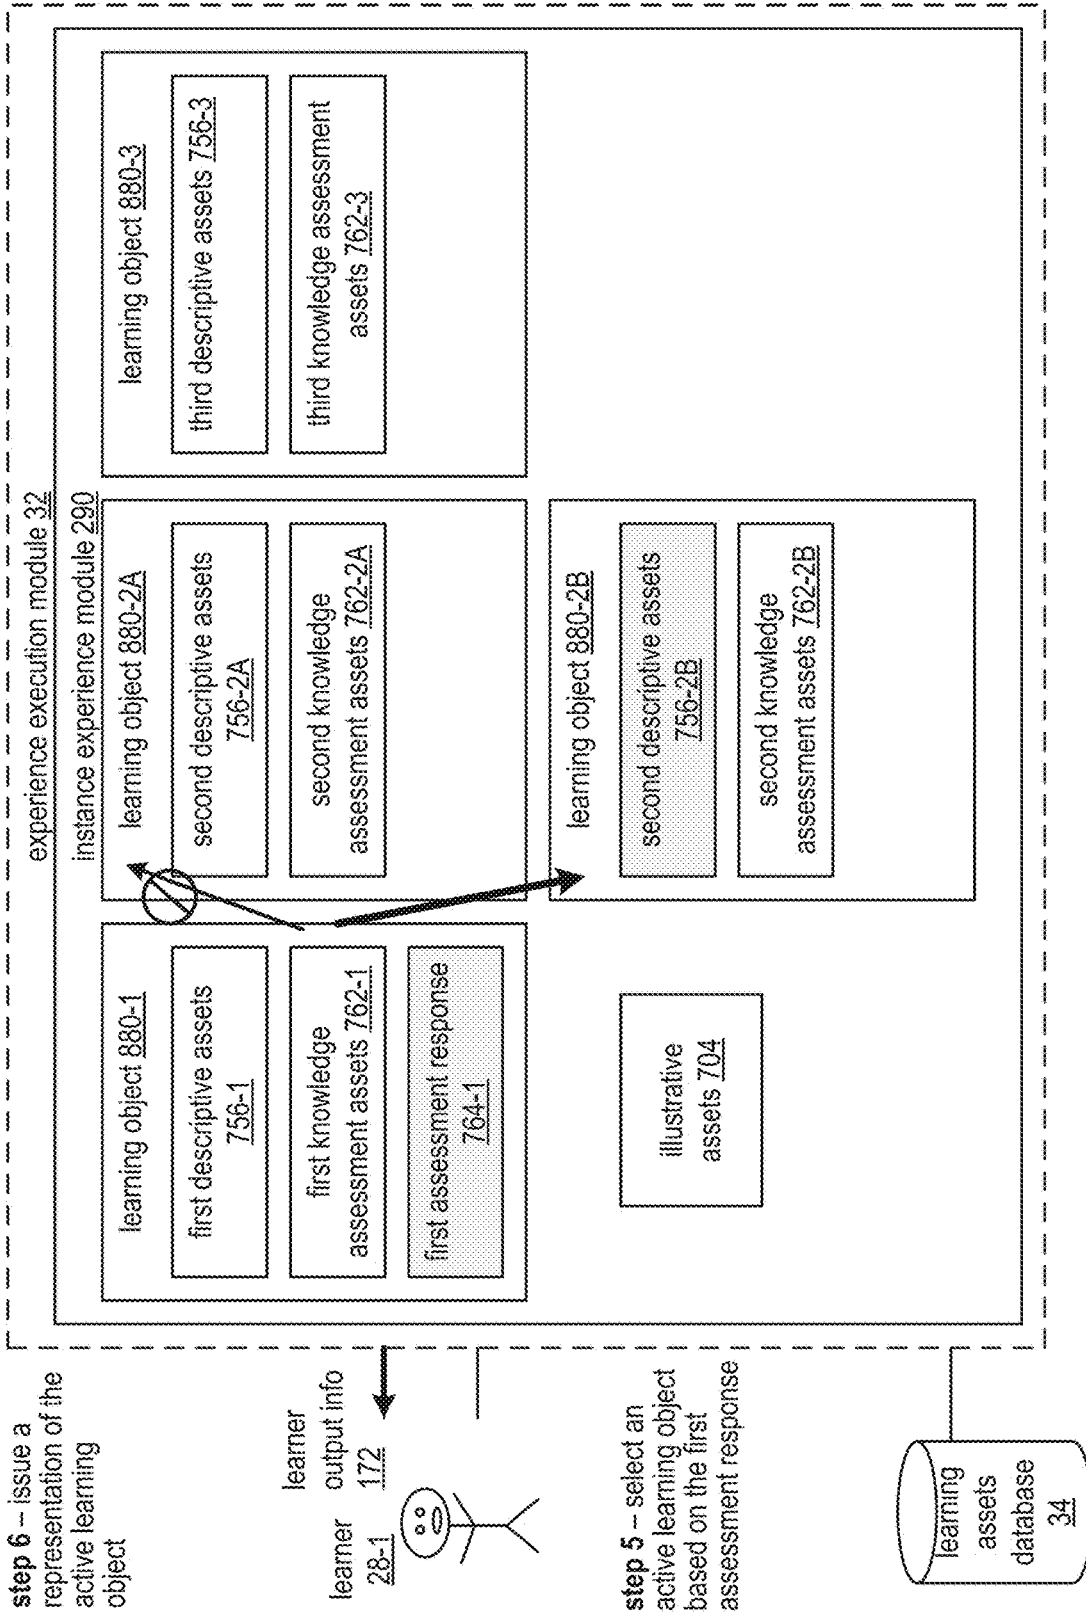 step 6 – issue a
representation of the
active learning
object
learner
output info
172
learner
28-1
step 5 – select an
active learning object
based on the first
assessment response
learning
assets
database
34
experience execution module 32
instance experience module 290
learning object 880-1
first descriptive assets
756-1
first knowledge
assessment assets 762-1
first assessment response
764-1
illustrative
assets 704
learning object 880-2A
second descriptive assets
756-2A
second knowledge
assessment assets 762-2A
learning object 880-2B
second descriptive assets
756-2B
second knowledge
assessment assets 762-2B
learning object 880-3
third descriptive assets 756-3
third knowledge assessment
assets 762-3